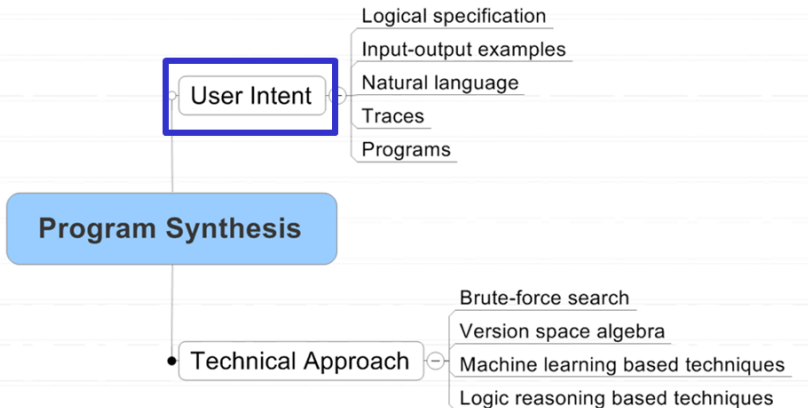 Logical specification
Input-output examples
User Intent
Natural language
Traces
Programs
Program Synthesis
Brute-force search
Version space algebra
Technical Approach
Machine learning based techniques
Logic reasoning based techniques